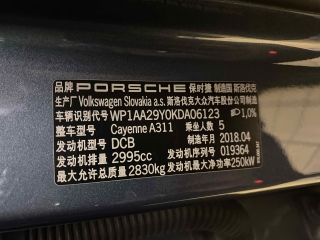 品牌 PORSCHE 保时捷 制造国 斯洛伐克
生产厂 Volkswagen Slovakia a.s. 斯洛伐克大众汽车股份公司制造
车辆识别代号 WP1AA29Y0KDA06123 1,0%
整车型号 Cayenne A311 乘坐人数 5
发动机型号 DCB 制造年月 2018.04
发动机排量 2995cc 发动机号 019364
最大允许总质量 2830kg 发动机最大净功率 250kW